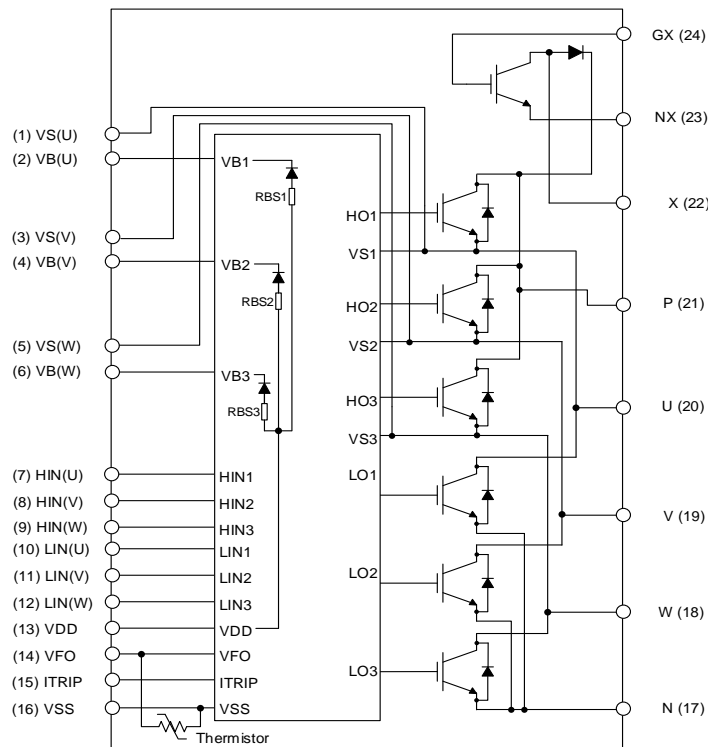 GX (24)
NX (23)
X (22)
P (21)
U (20)
V (19)
W (18)
N (17)
(1) VS(U)
(2) VB(U)
(3) VS(V)
(4) VB(V)
(5) VS(W)
(6) VB(W)
(7) HIN(U)
(8) HIN(V)
(9) HIN(W)
(10) LIN(U)
(11) LIN(V)
(12) LIN(W)
(13) VDD
(14) VFO
(15) ITRIP
(16) VSS
VB1
RBS1
VB2
RBS2
VB3
RBS3
HIN1
HIN2
HIN3
LIN1
LIN2
LIN3
VDD
VFO
ITRIP
VSS
Thermistor
HO1
VS1
HO2
VS2
HO3
VS3
LO1
LO2
LO3